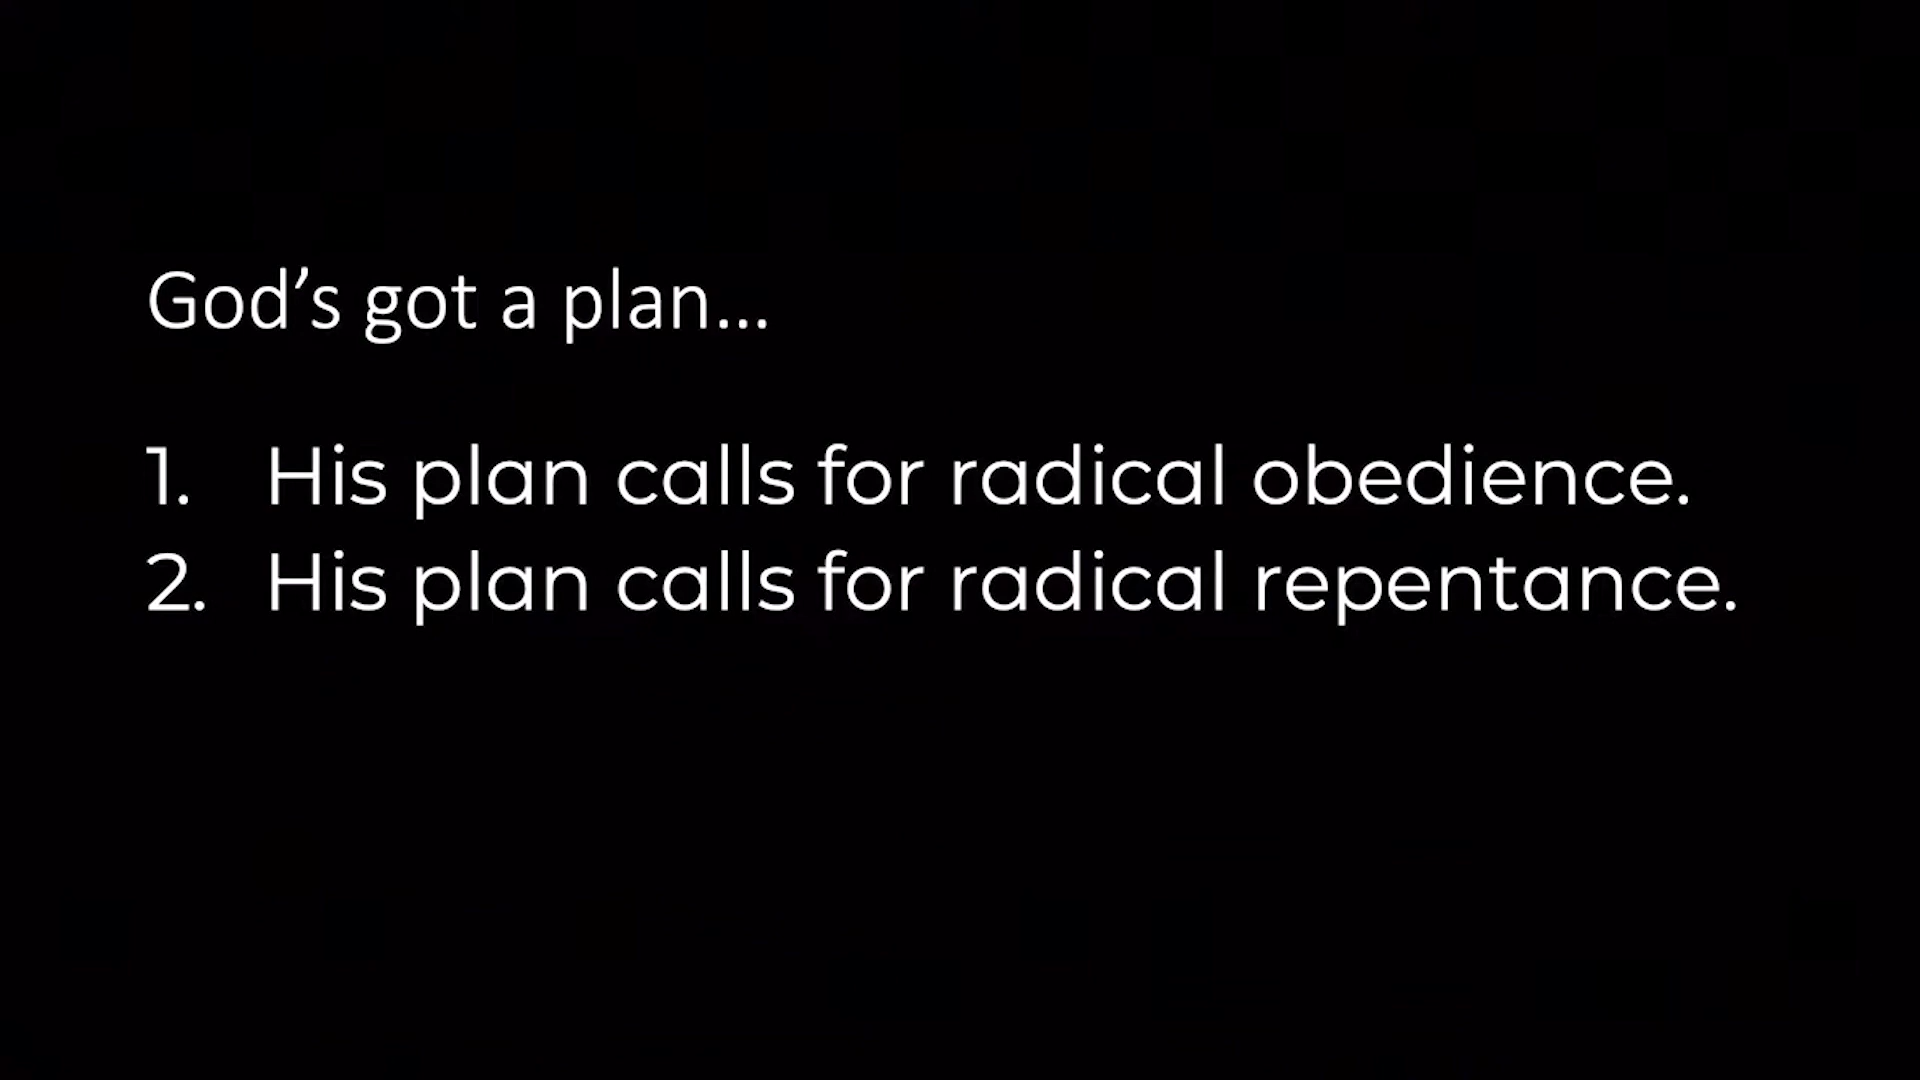 God’s got a plan...
1. His plan calls for radical obedience.
2. His plan calls for radical repentance.